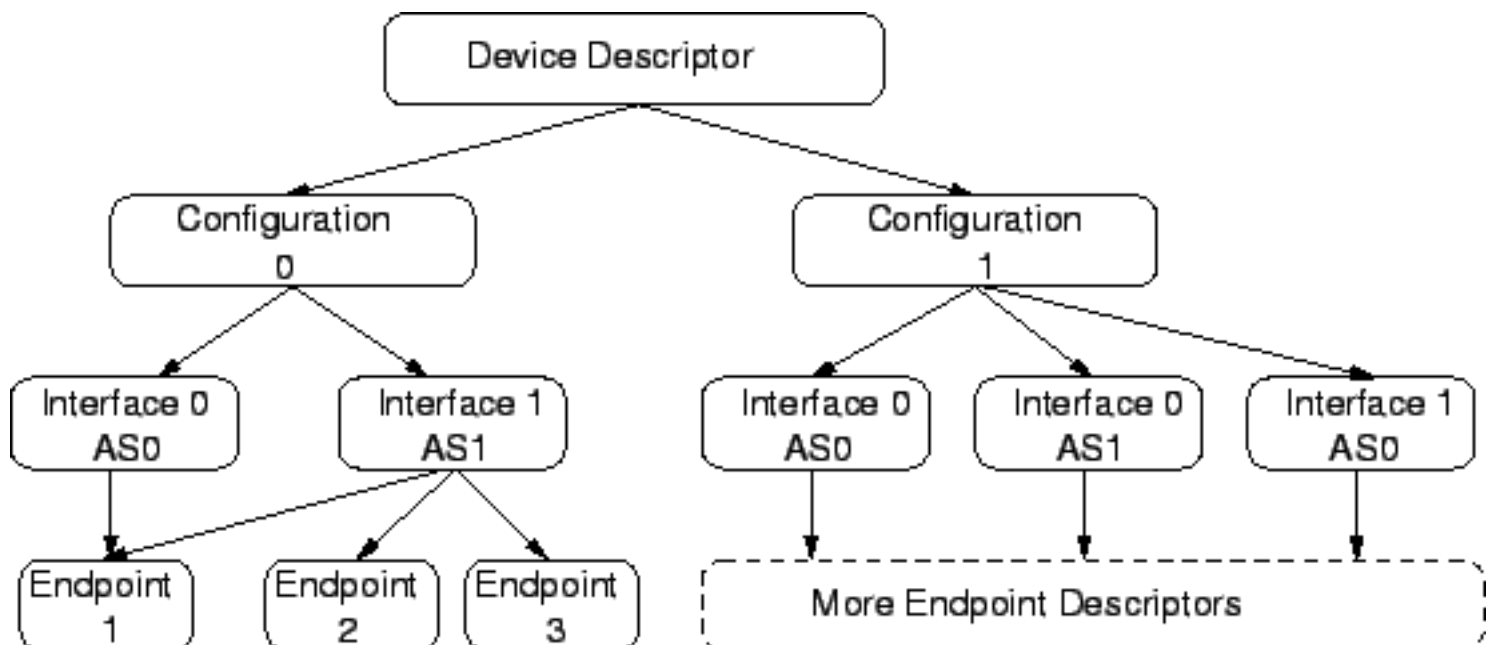 Device Descriptor
Configuration
0
Configuration
1
Interface 0
AS0
Interface 1
AS1
Interface 0
AS0
Interface 0
AS1
Interface 1
AS0
Endpoint
1
Endpoint
2
Endpoint
3
More Endpoint Descriptors